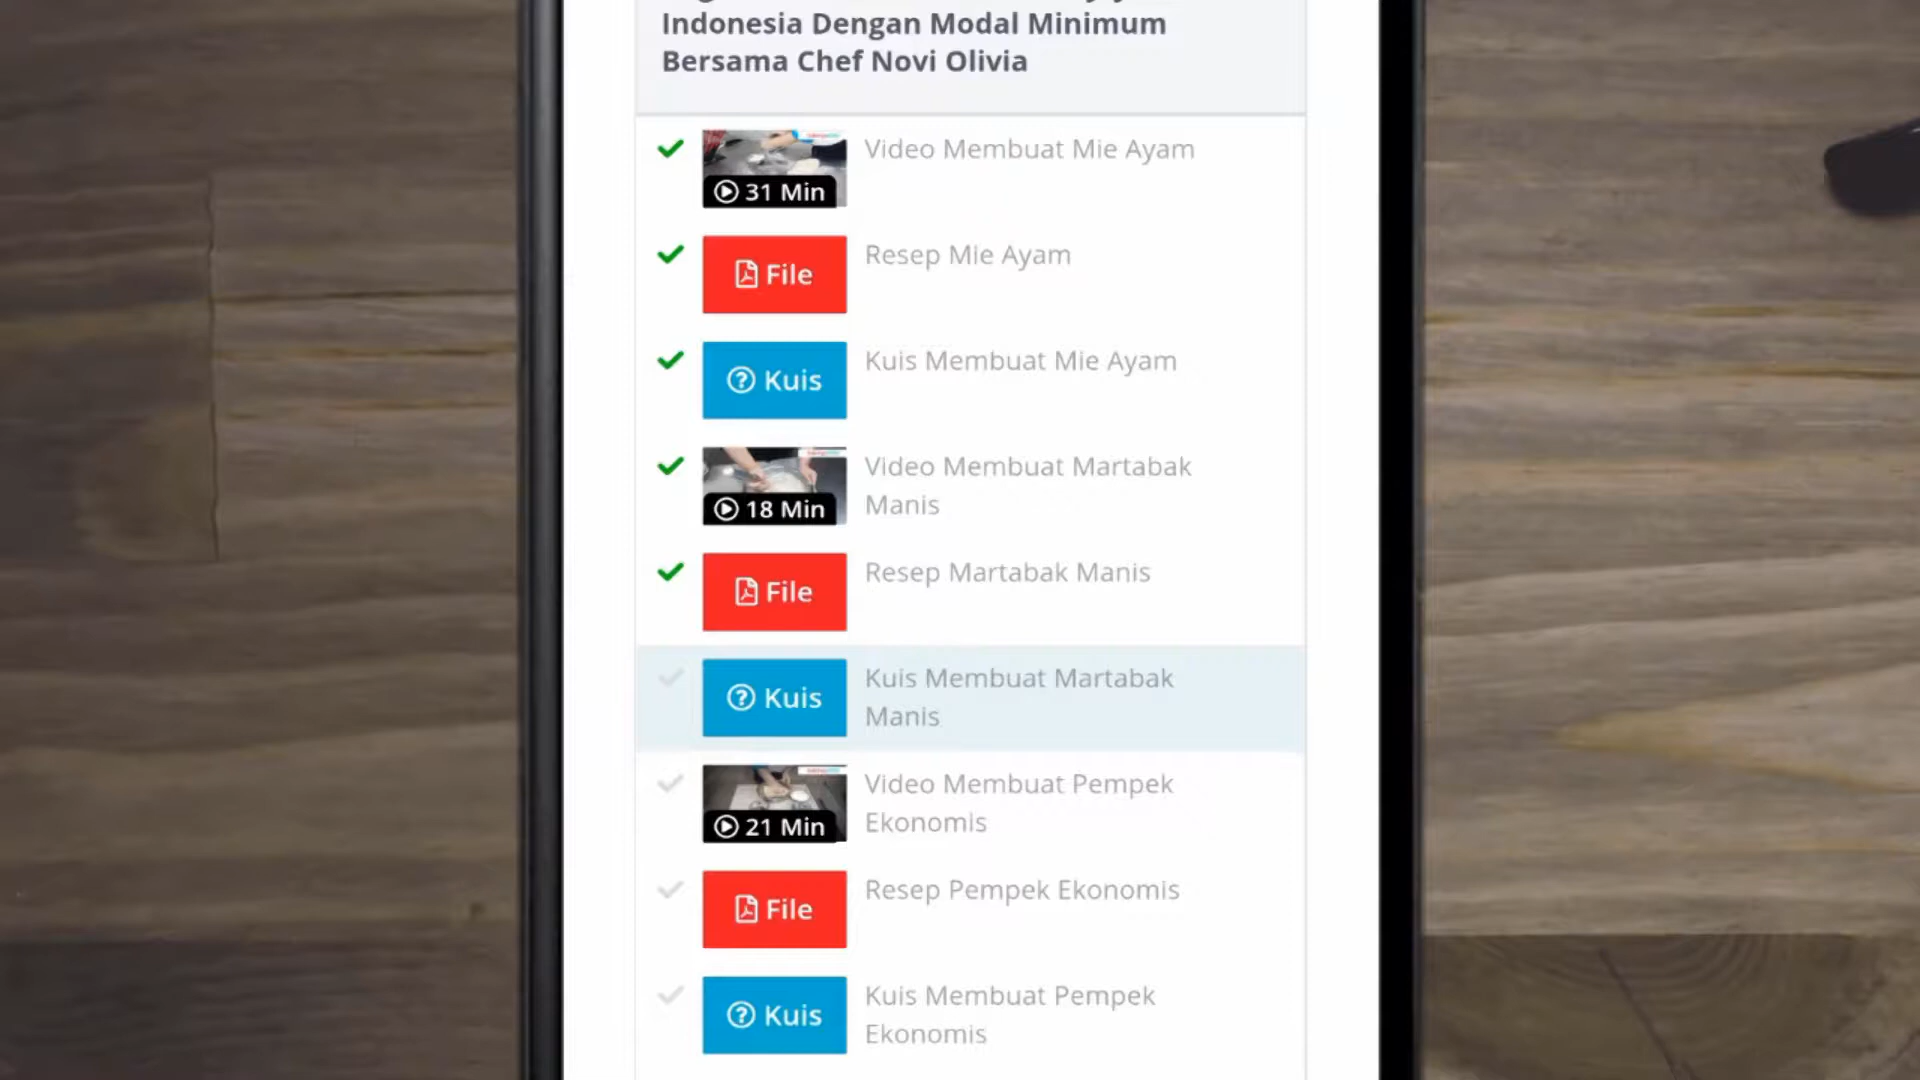 Indonesia Dengan Modal Minimum
Bersama Chef Novi Olivia
Video Membuat Mie Ayam
31 Min
Resep Mie Ayam
File
Kuis Membuat Mie Ayam
Kuis
Video Membuat Martabak
Manis
18 Min
Resep Martabak Manis
File
Kuis Membuat Martabak
Manis
Kuis
Video Membuat Pempek
Ekonomis
21 Min
Resep Pempek Ekonomis
File
Kuis Membuat Pempek
Ekonomis
Kuis